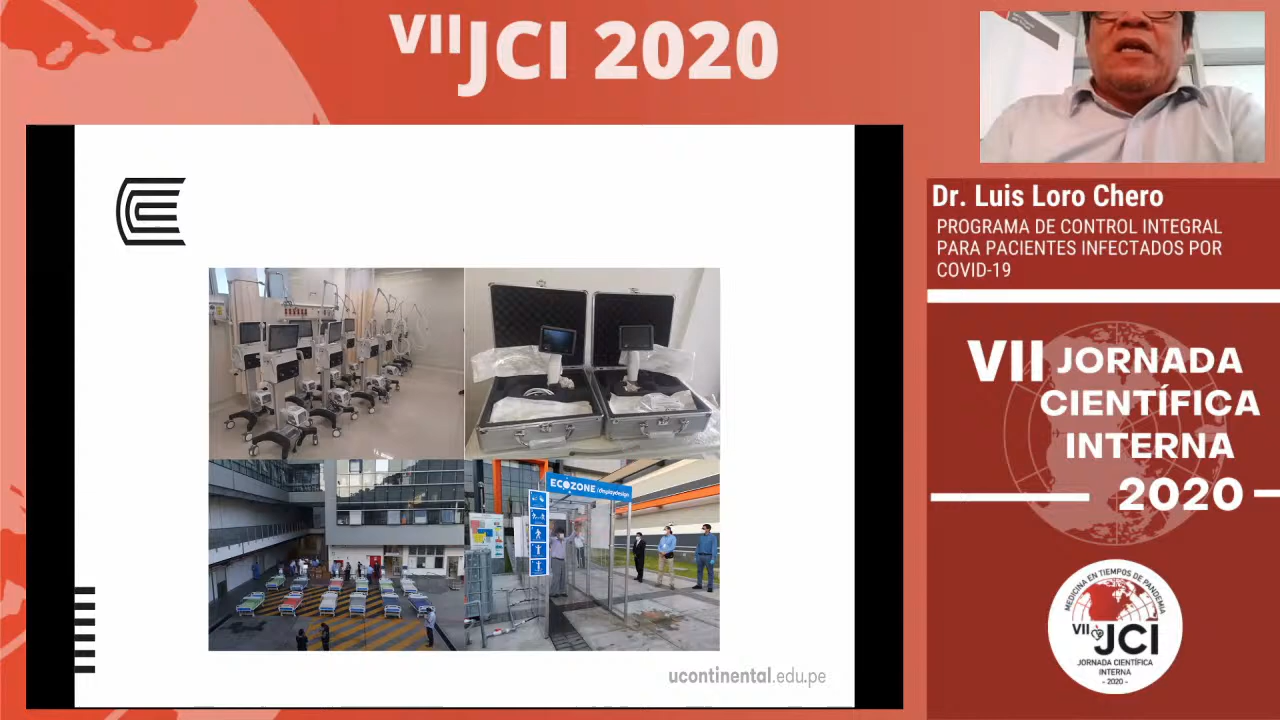 VII JCI 2020
Dr. Luis Loro Chero
PROGRAMA DE CONTROL INTEGRAL
PARA PACIENTES INFECTADOS POR
COVID-19
ECOZONE /displaydesign
ucontinental.edu.pe
VII JORNADA
CIENTÍFICA
INTERNA
2020
MEDICINA EN TIEMPOS DE PANDEMIA
VII JCI
JORNADA CIENTÍFICA
INTERNA
- 2020 -